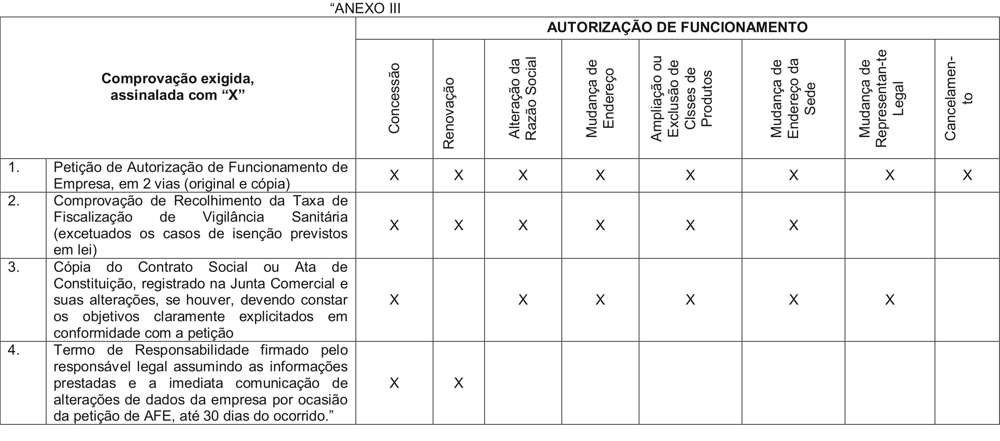 “ANEXO III
AUTORIZAÇÃO DE FUNCIONAMENTO
Comprovação exigida,
assinalada com “X”
Concessão
Renovação
Alteração da
Razão Social
Mudança de
Endereço
Ampliação ou
Exclusão de
Clsses de
Produtos
Mudança de
Endereço da
Sede
Mudança de
Representan-te
Legal
Cancelamen-
to
1.
Petição de Autorização de Funcionamento de
Empresa, em 2 vias (original e cópia)
X X X X X X X X
2.
Comprovação de Recolhimento da Taxa de
Fiscalização de Vigilância Sanitária
(excetuados os casos de isenção previstos
em lei)
X X X X X X
3.
Cópia do Contrato Social ou Ata de
Constituição, registrado na Junta Comercial e
suas alterações, se houver, devendo constar
os objetivos claramente explicitados em
conformidade com a petição
X X X X X X
4.
Termo de Responsabilidade firmado pelo
responsável legal assumindo as informações
prestadas e a imediata comunicação de
alterações de dados da empresa por ocasião
da petição de AFE, até 30 dias do ocorrido.”
X X